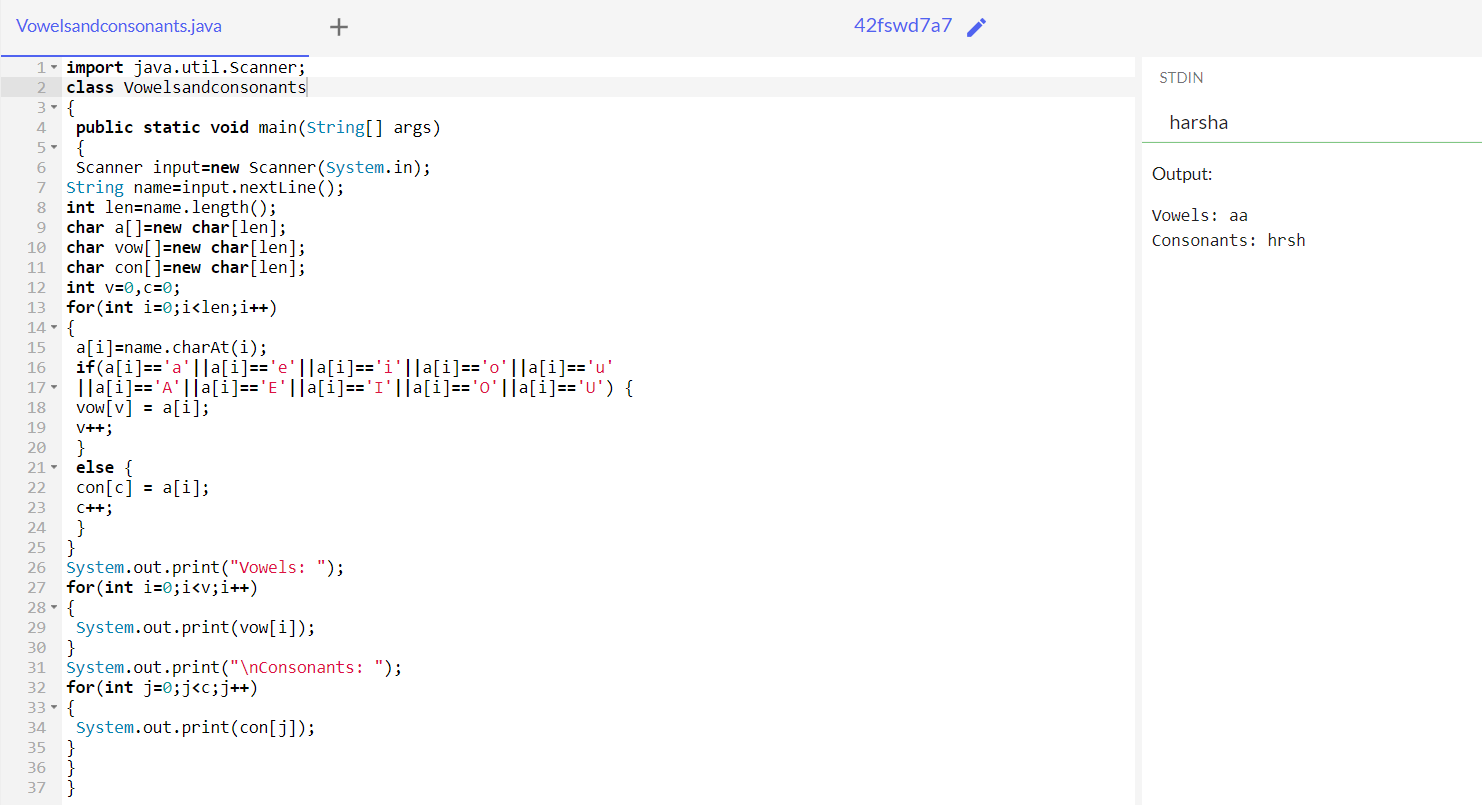 Vowelsandconsonants.java + 42fswd7a7
1 import java.util.Scanner;
2 class Vowelsandconsonants
3 {
4  public static void main(String[] args)
5  {
6  Scanner input=new Scanner(System.in);
7 String name=input.nextLine();
8 int len=name.length();
9 char a[]=new char[len];
10 char vow[]=new char[len];
11 char con[]=new char[len];
12 int v=0,c=0;
13 for(int i=0;i<len;i++)
14 {
15  a[i]=name.charAt(i);
16  if(a[i]=='a'||a[i]=='e'||a[i]=='i'||a[i]=='o'||a[i]=='u'
17  ||a[i]=='A'||a[i]=='E'||a[i]=='I'||a[i]=='O'||a[i]=='U') {
18  vow[v] = a[i];
19  v++;
20  }
21  else {
22  con[c] = a[i];
23  c++;
24  }
25 }
26 System.out.print("Vowels: ");
27 for(int i=0;i<v;i++)
28 {
29  System.out.print(vow[i]);
30 }
31 System.out.print("\nConsonants: ");
32 for(int j=0;j<c;j++)
33 {
34  System.out.print(con[j]);
35 }
36 }
37 }
STDIN
harsha
Output:
Vowels: aa
Consonants: hrsh